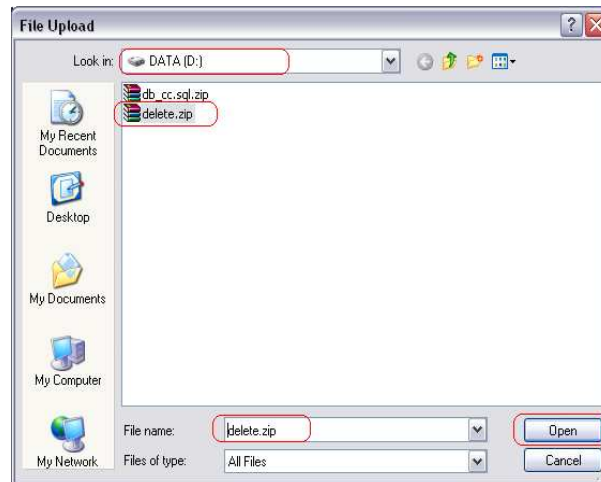 File Upload
Look in: DATA (D:)
db_cc.sql.zip
delete.zip
My Recent
Documents
Desktop
My Documents
My Computer
My Network
File name: delete.zip Open
Files of type: All Files Cancel